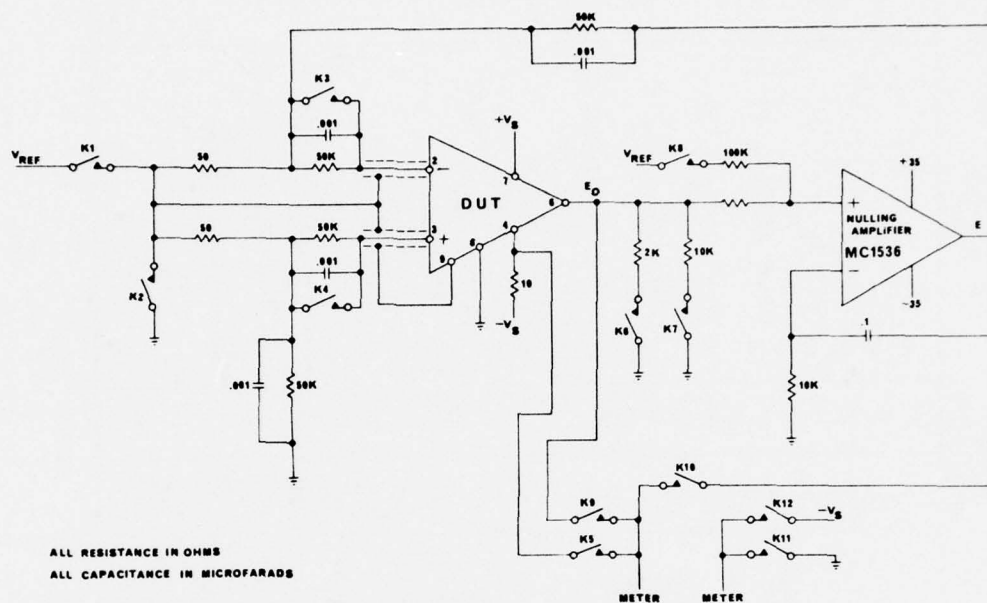 50K
.001
K3
.001
+Vs
K1
VREF
50
50K
2
−
7
VREF
K8
100K
+35
DUT
Eo
6
+
NULLING
AMPLIFIER
MC1536
E
−
−35
50
50K
3
+
4
9
2K
10K
K2
.001
K4
10
−Vs
K6
K7
.1
.001
50K
10K
K10
K9
K12
−Vs
K5
K11
ALL RESISTANCE IN OHMS
ALL CAPACITANCE IN MICROFARADS
METER
METER